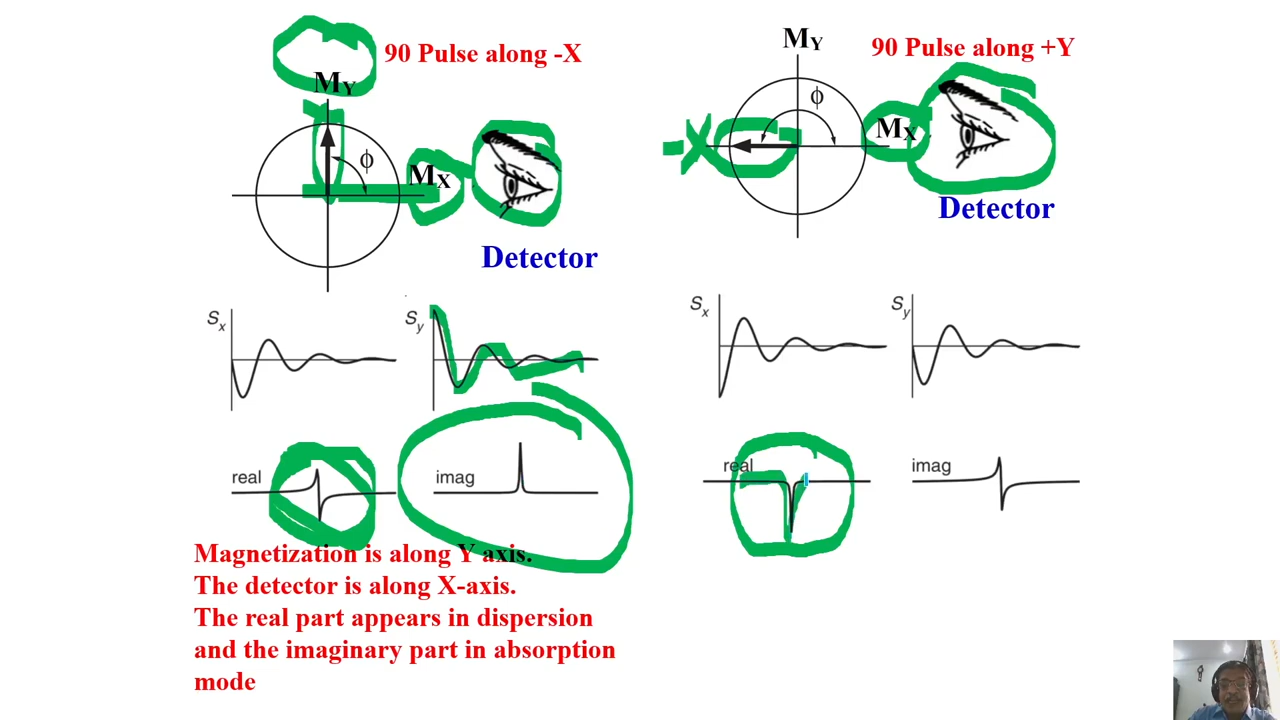 90 Pulse along -X
MY
ϕ
MX
Detector
Sx
Sy
real
imag
Magnetization is along Y axis.
The detector is along X-axis.
The real part appears in dispersion
and the imaginary part in absorption
mode
MY
90 Pulse along +Y
ϕ
-X
MX
Detector
Sx
Sy
real
imag